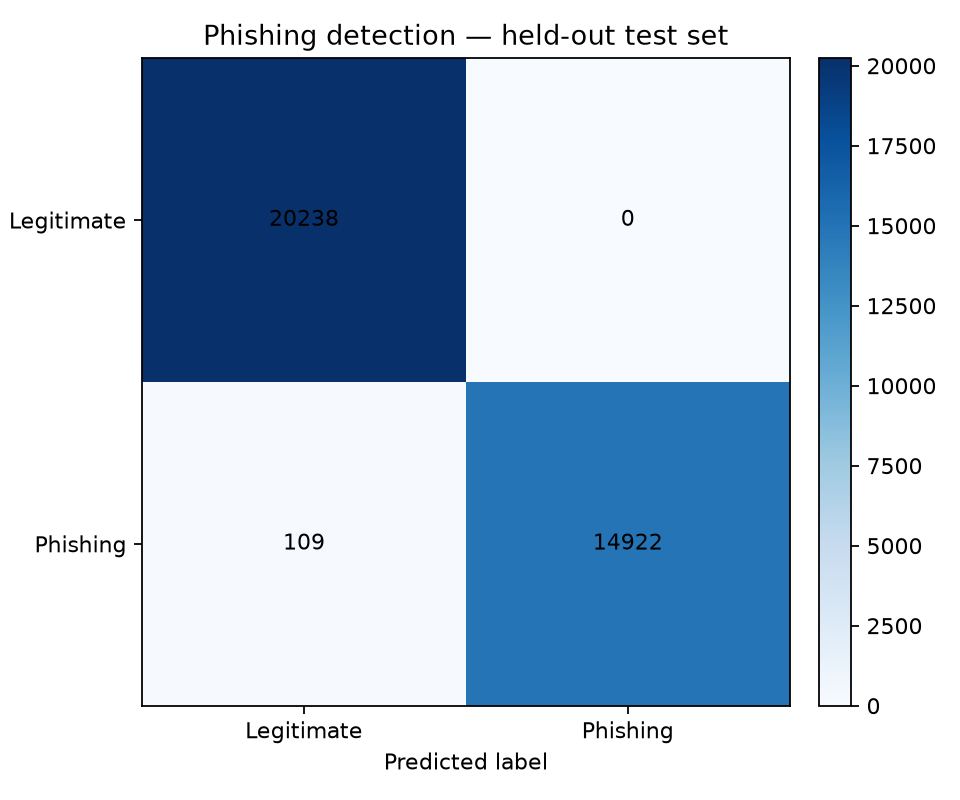 Phishing detection — held-out test set
Legitimate
20238
0
Phishing
109
14922
Legitimate
Phishing
Predicted label
20000
17500
15000
12500
10000
7500
5000
2500
0